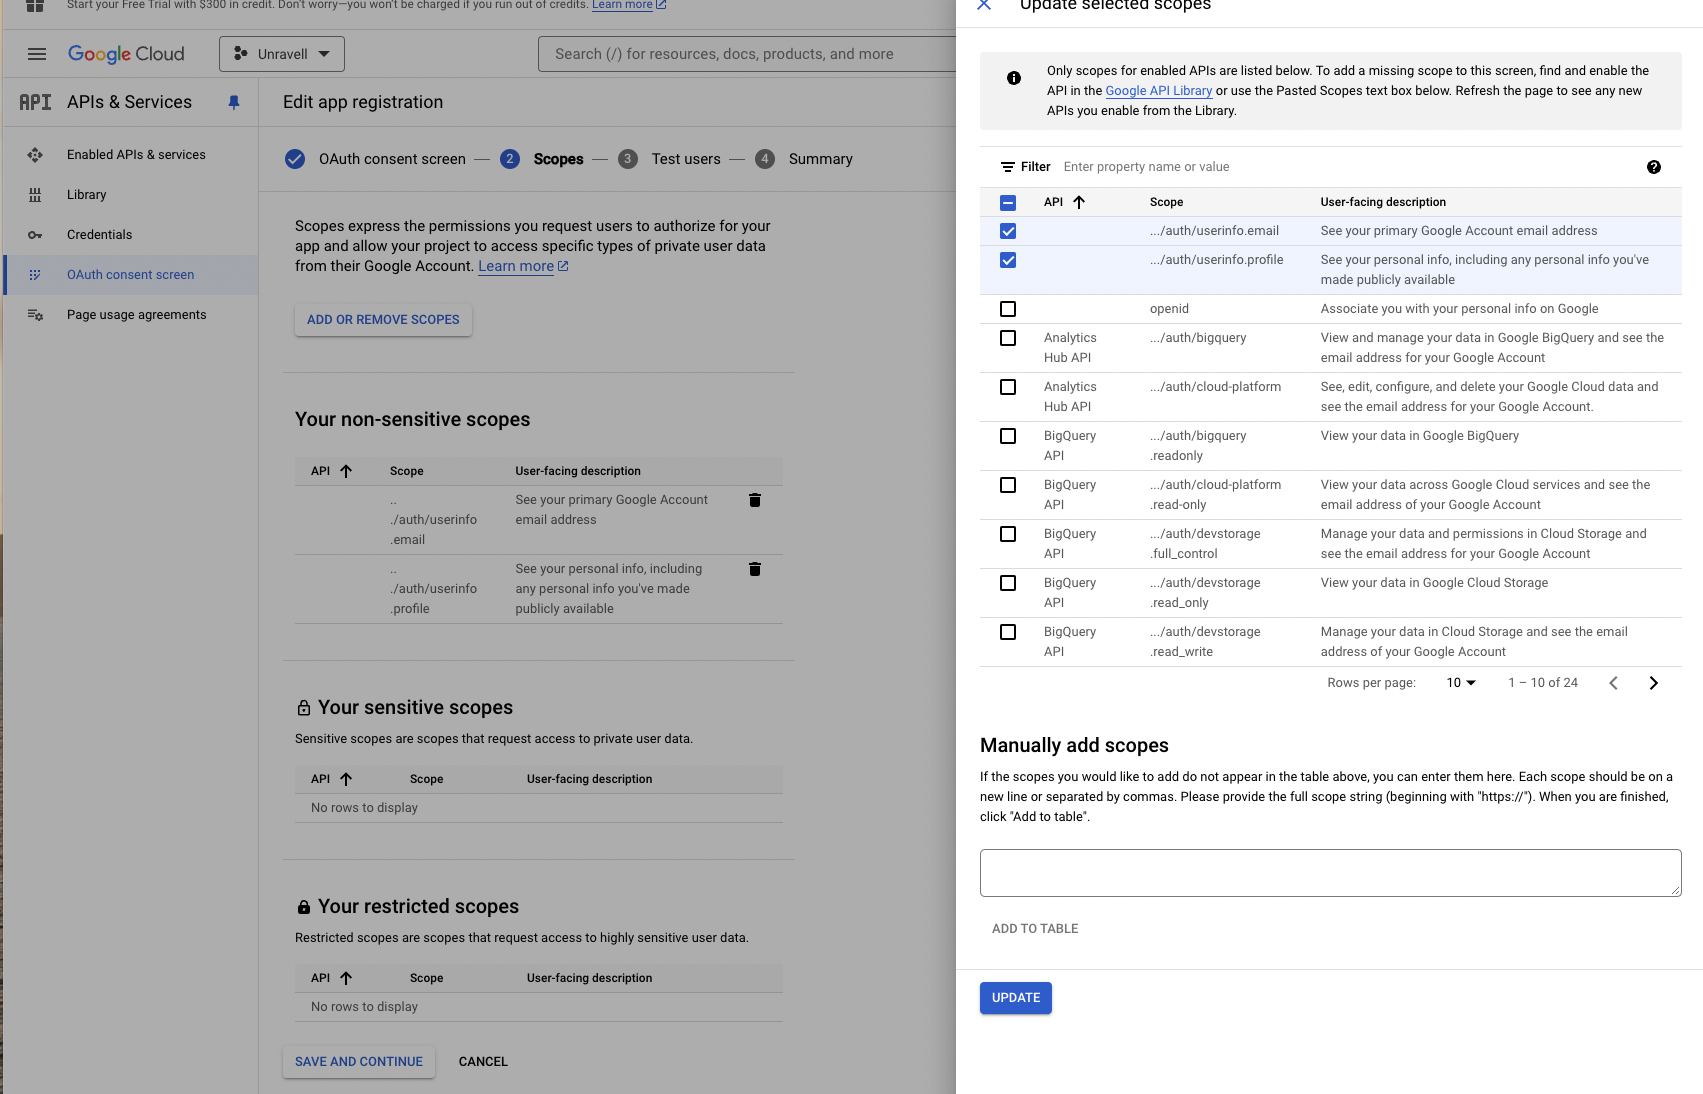 Start your Free Trial with $300 in credit. Don't worry—you won't be charged if you run out of credits. Learn more
Google Cloud
Unravell
Search (/) for resources, docs, products, and more
API APIs & Services
Enabled APIs & services
Library
Credentials
OAuth consent screen
Page usage agreements
Edit app registration
OAuth consent screen — 2 Scopes — 3 Test users — 4 Summary
Scopes express the permissions you request users to authorize for your
app and allow your project to access specific types of private user data
from their Google Account. Learn more
ADD OR REMOVE SCOPES
Your non-sensitive scopes
API Scope User-facing description
.. See your primary Google Account
./auth/userinfo email address
.email
.. See your personal info, including
./auth/userinfo any personal info you've made
.profile publicly available
Your sensitive scopes
Sensitive scopes are scopes that request access to private user data.
API Scope User-facing description
No rows to display
Your restricted scopes
Restricted scopes are scopes that request access to highly sensitive user data.
API Scope User-facing description
No rows to display
SAVE AND CONTINUE CANCEL
Update selected scopes
Only scopes for enabled APIs are listed below. To add a missing scope to this screen, find and enable the
API in the Google API Library or use the Pasted Scopes text box below. Refresh the page to see any new
APIs you enable from the Library.
Filter Enter property name or value
API Scope User-facing description
.../auth/userinfo.email See your primary Google Account email address
.../auth/userinfo.profile See your personal info, including any personal info you've
made publicly available
openid Associate you with your personal info on Google
Analytics .../auth/bigquery View and manage your data in Google BigQuery and see the
Hub API email address for your Google Account
Analytics .../auth/cloud-platform See, edit, configure, and delete your Google Cloud data and
Hub API see the email address for your Google Account.
BigQuery .../auth/bigquery View your data in Google BigQuery
API .readonly
BigQuery .../auth/cloud-platform View your data across Google Cloud services and see the
API .read-only email address of your Google Account
BigQuery .../auth/devstorage Manage your data and permissions in Cloud Storage and
API .full_control see the email address for your Google Account
BigQuery .../auth/devstorage View your data in Google Cloud Storage
API .read_only
BigQuery .../auth/devstorage Manage your data in Cloud Storage and see the email
API .read_write address of your Google Account
Rows per page: 10 1 – 10 of 24
Manually add scopes
If the scopes you would like to add do not appear in the table above, you can enter them here. Each scope should be on a
new line or separated by commas. Please provide the full scope string (beginning with "https://"). When you are finished,
click "Add to table".
ADD TO TABLE
UPDATE